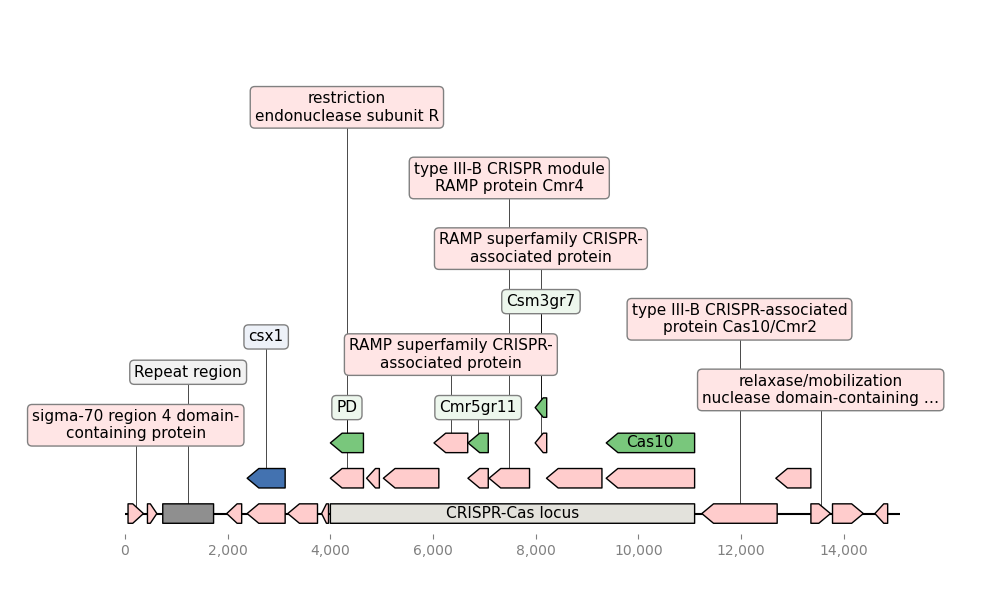 restriction
endonuclease subunit R
type III-B CRISPR module
RAMP protein Cmr4
RAMP superfamily CRISPR-
associated protein
Csm3gr7
type III-B CRISPR-associated
protein Cas10/Cmr2
csx1
RAMP superfamily CRISPR-
associated protein
Repeat region
relaxase/mobilization
nuclease domain-containing ...
sigma-70 region 4 domain-
containing protein
PD
Cmr5gr11
Cas10
CRISPR-Cas locus
0 2,000 4,000 6,000 8,000 10,000 12,000 14,000